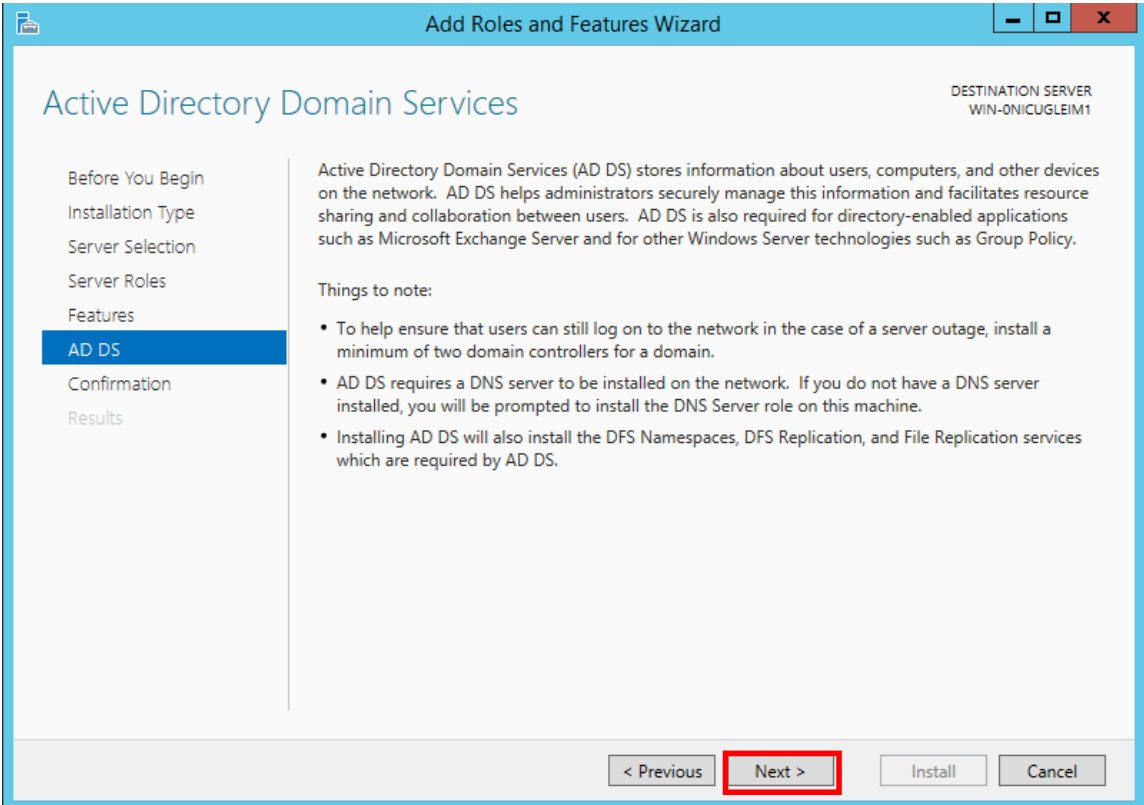 Add Roles and Features Wizard
Active Directory Domain Services
DESTINATION SERVER
WIN-0NICUGLEIM1
Before You Begin
Installation Type
Server Selection
Server Roles
Features
AD DS
Confirmation
Results
Active Directory Domain Services (AD DS) stores information about users, computers, and other devices
on the network.  AD DS helps administrators securely manage this information and facilitates resource
sharing and collaboration between users.  AD DS is also required for directory-enabled applications
such as Microsoft Exchange Server and for other Windows Server technologies such as Group Policy.
Things to note:
• To help ensure that users can still log on to the network in the case of a server outage, install a
minimum of two domain controllers for a domain.
• AD DS requires a DNS server to be installed on the network.  If you do not have a DNS server
installed, you will be prompted to install the DNS Server role on this machine.
• Installing AD DS will also install the DFS Namespaces, DFS Replication, and File Replication services
which are required by AD DS.
< Previous
Next >
Install
Cancel